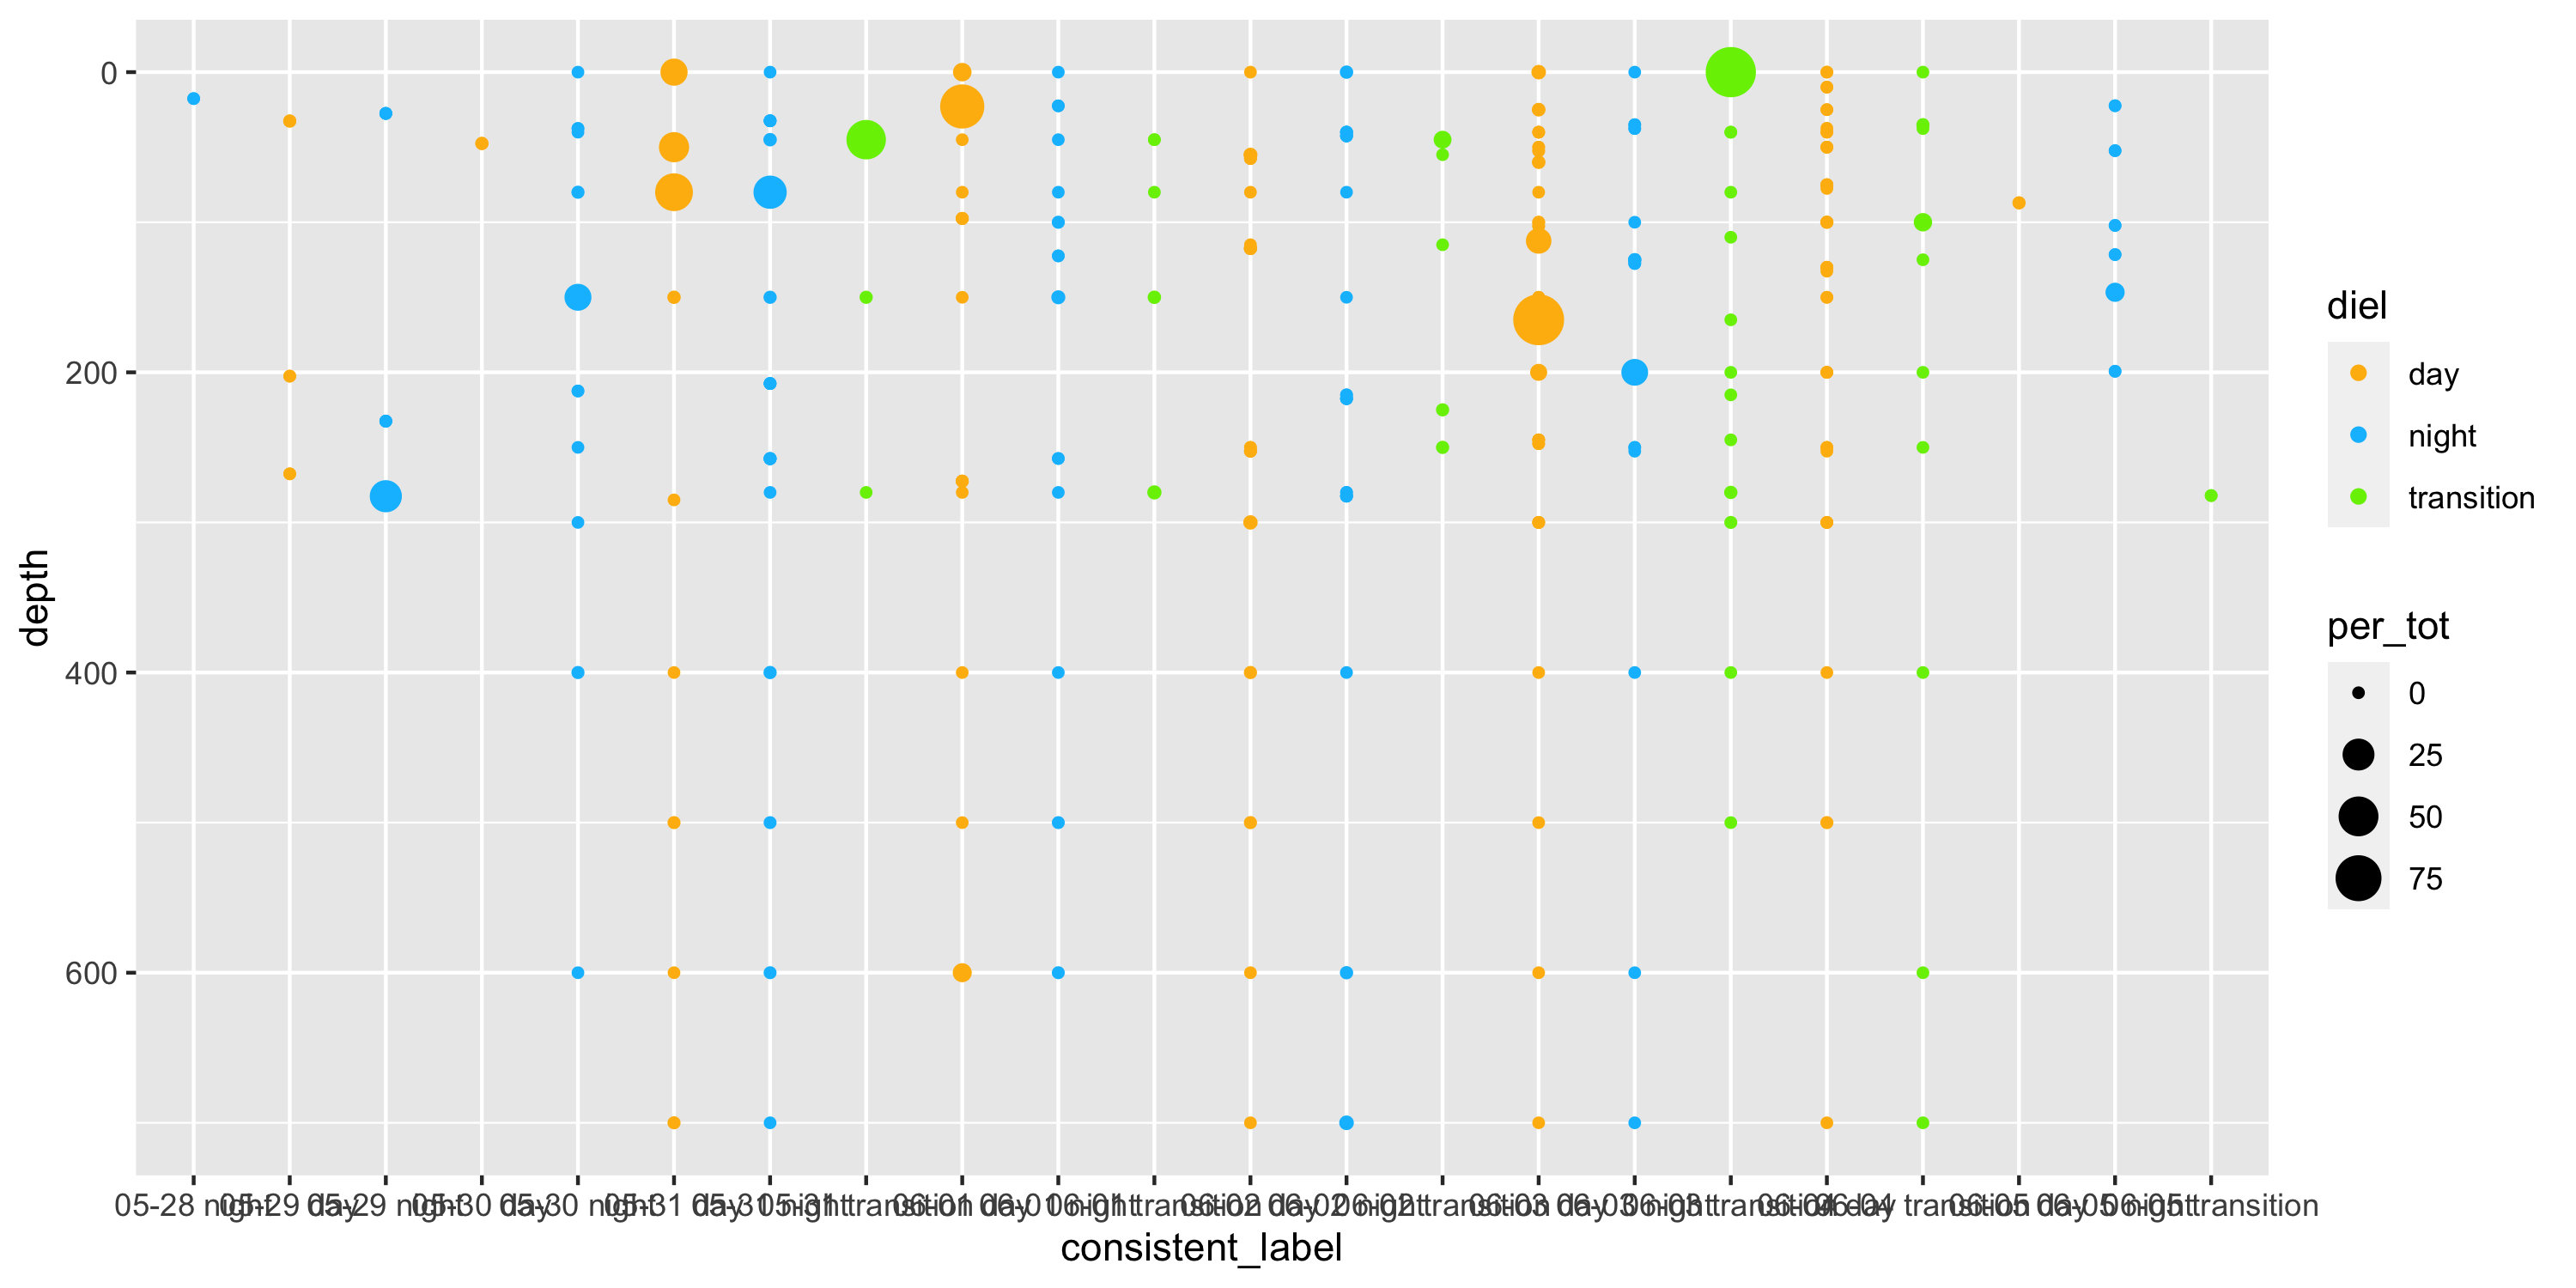 0
200
400
600
depth
05-28 night
05-29 day
05-29 night
05-30 day
05-30 night
05-31 day
05-31 night
05-31 transition
06-01 day
06-01 night
06-01 transition
06-02 day
06-02 night
06-02 transition
06-03 day
06-03 night
06-03 transition
06-04 day
06-04 transition
06-05 day
06-05 night
06-05 transition
consistent_label
diel
day
night
transition
per_tot
0
25
50
75